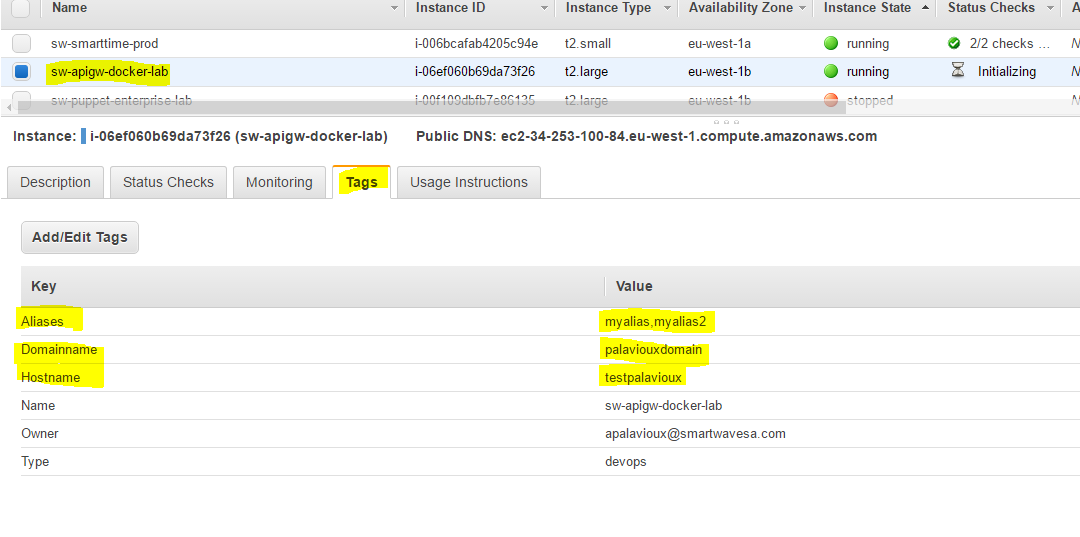 Name Instance ID Instance Type Availability Zone Instance State Status Checks
sw-smarttime-prod i-006bcafab4205c94e t2.small eu-west-1a running 2/2 checks ...
sw-apigw-docker-lab i-06ef060b69da73f26 t2.large eu-west-1b running Initializing
sw-puppet-enterprise-lab i-00f109dbfb7e86135 t2.large eu-west-1b stopped
Instance: i-06ef060b69da73f26 (sw-apigw-docker-lab) Public DNS: ec2-34-253-100-84.eu-west-1.compute.amazonaws.com
Description Status Checks Monitoring Tags Usage Instructions
Add/Edit Tags
Key Value
Aliases myalias,myalias2
Domainname palaviouxdomain
Hostname testpalavioux
Name sw-apigw-docker-lab
Owner apalavioux@smartwavesa.com
Type devops